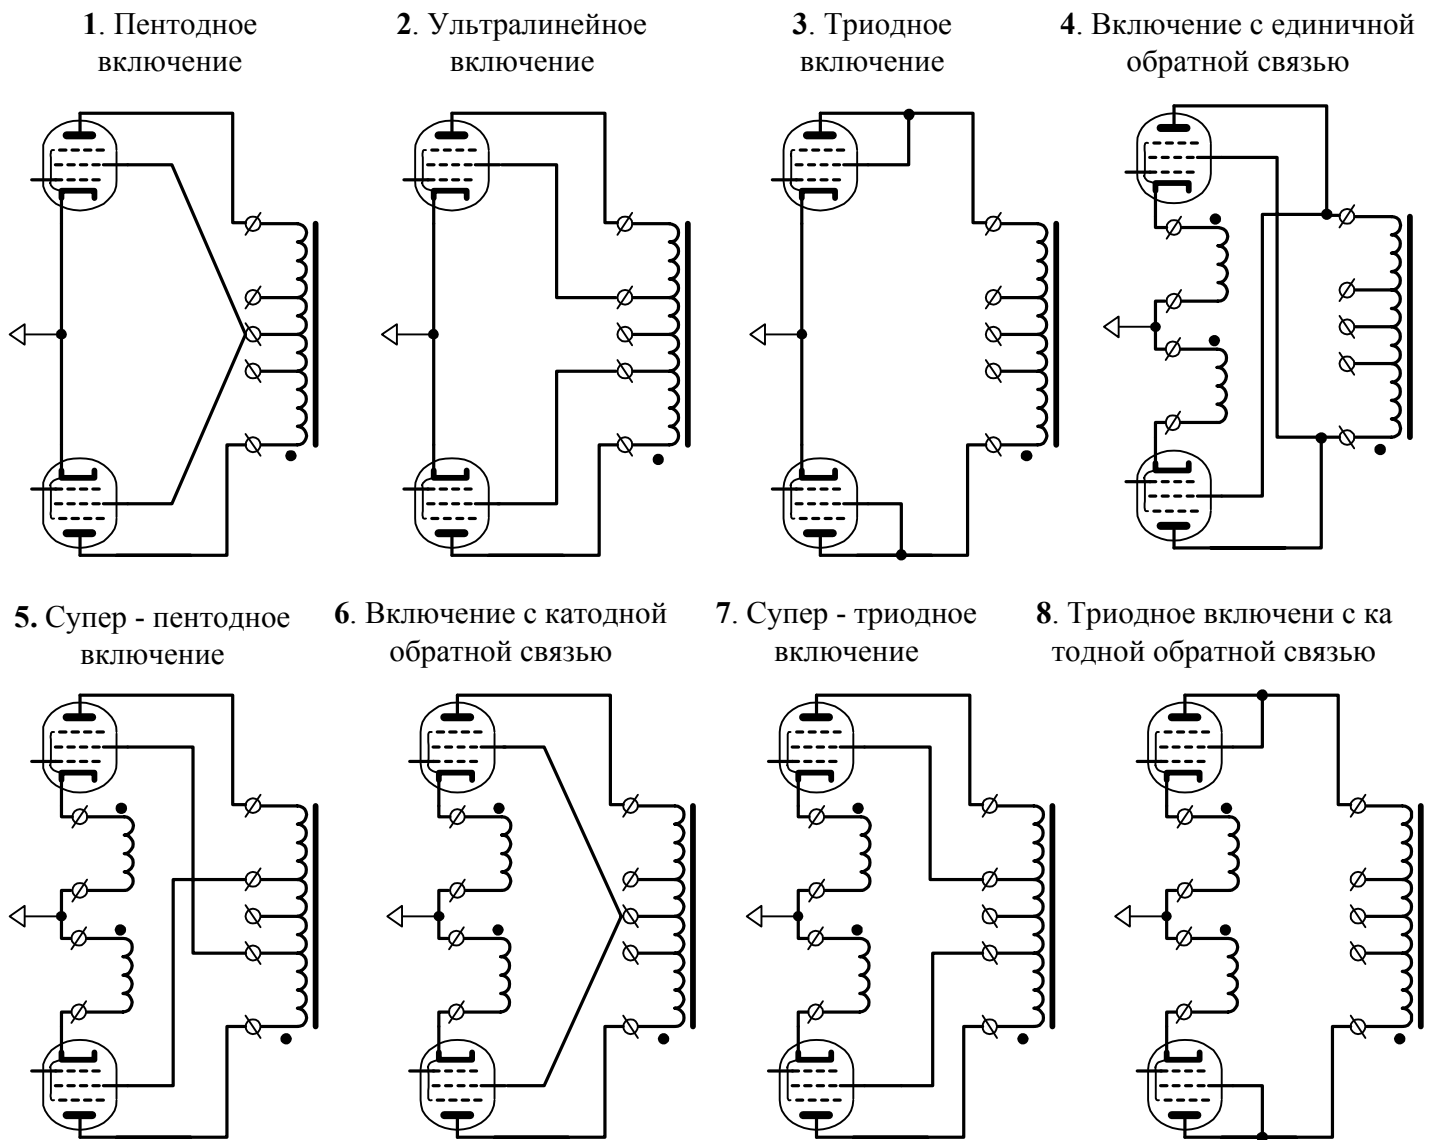 1. Пентодное
включение
2. Ультралинейное
включение
3. Триодное
включение
4. Включение с единичной
обратной связью
5. Супер - пентодное
включение
6. Включение с катодной
обратной связью
7. Супер - триодное
включение
8. Триодное включени с ка
тодной обратной связью